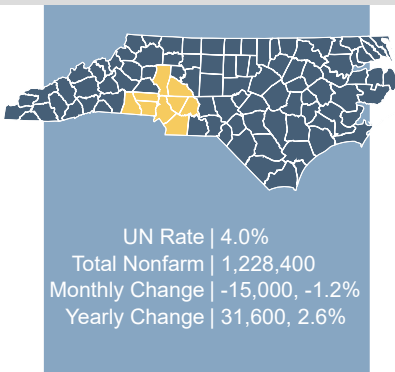 UN Rate | 4.0%
Total Nonfarm | 1,228,400
Monthly Change | -15,000, -1.2%
Yearly Change | 31,600, 2.6%